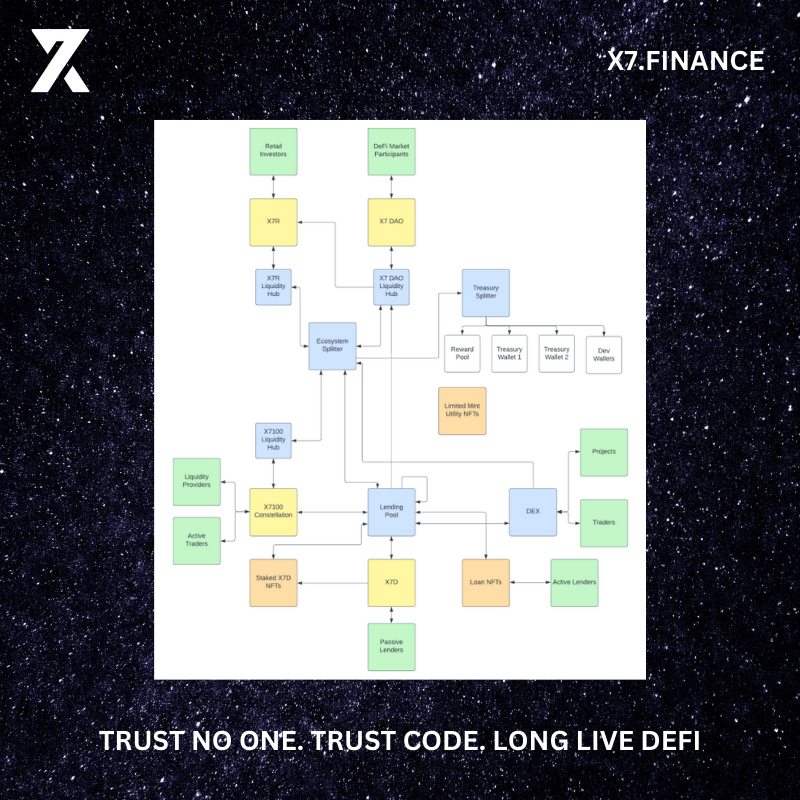 X7.FINANCE
Retail
Investors
DeFi Market
Participants
X7R
X7 DAO
X7R
Liquidity
Hub
X7 DAO
Liquidity
Hub
Treasury
Splitter
Ecosystem
Splitter
Reward
Pool
Treasury
Wallet 1
Treasury
Wallet 2
Dev
Wallets
Limited Mint
Utility NFTs
X7100
Liquidity
Hub
Projects
Liquidity
Providers
X7100
Constellation
Lending
Pool
DEX
Traders
Active
Traders
Staked X7D
NFTs
X7D
Loan NFTs
Active Lenders
Passive
Lenders
TRUST NO ONE. TRUST CODE. LONG LIVE DEFI